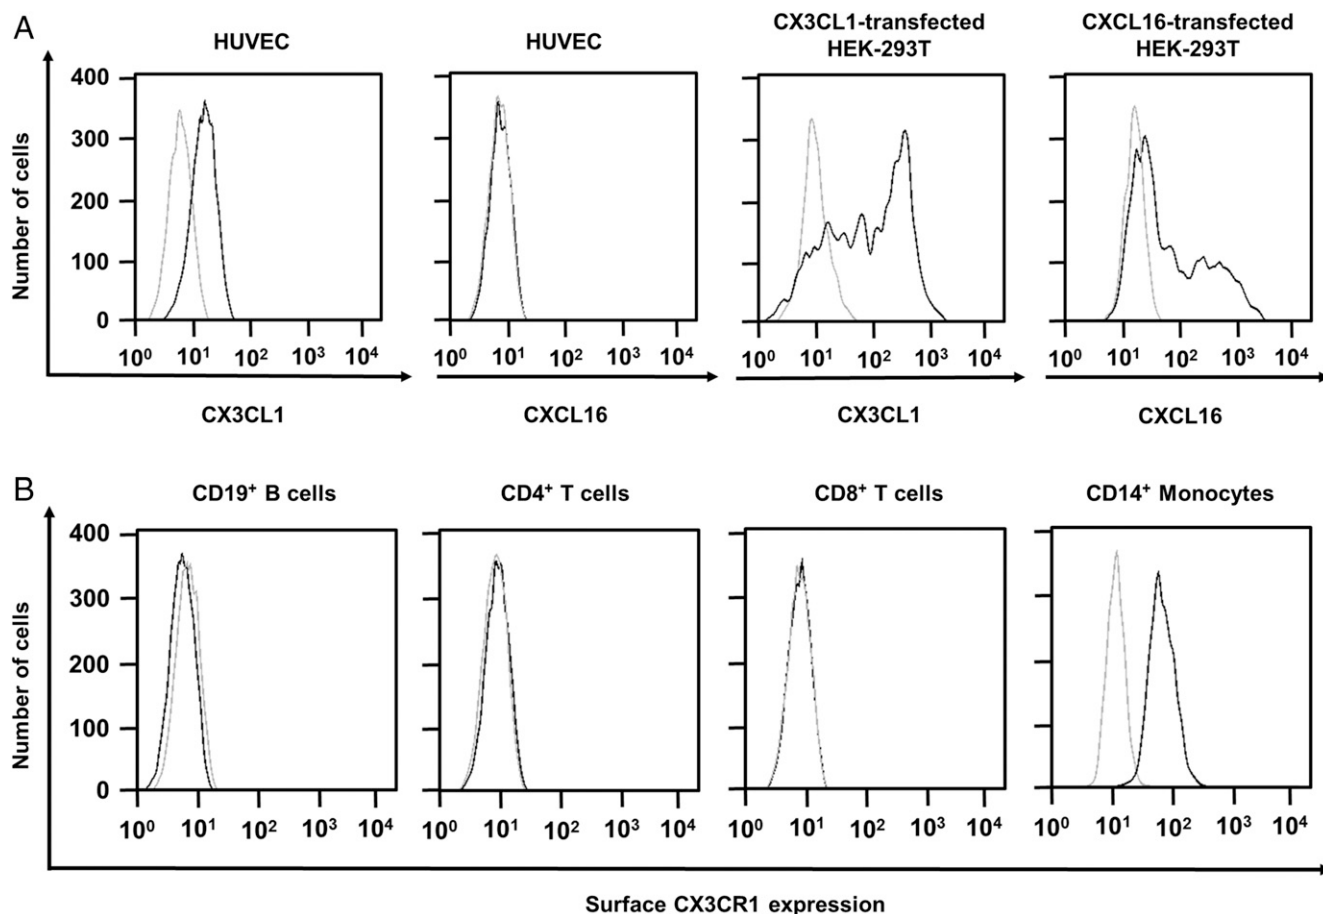 A
HUVEC
HUVEC
CX3CL1-transfected
HEK-293T
CXCL16-transfected
HEK-293T
Number of cells
400
300
200
100
0
10⁰ 10¹ 10² 10³ 10⁴
10⁰ 10¹ 10² 10³ 10⁴
10⁰ 10¹ 10² 10³ 10⁴
10⁰ 10¹ 10² 10³ 10⁴
CX3CL1
CXCL16
CX3CL1
CXCL16
B
CD19⁺ B cells
CD4⁺ T cells
CD8⁺ T cells
CD14⁺ Monocytes
Number of cells
400
300
200
100
0
10⁰ 10¹ 10² 10³ 10⁴
10⁰ 10¹ 10² 10³ 10⁴
10⁰ 10¹ 10² 10³ 10⁴
10⁰ 10¹ 10² 10³ 10⁴
Surface CX3CR1 expression